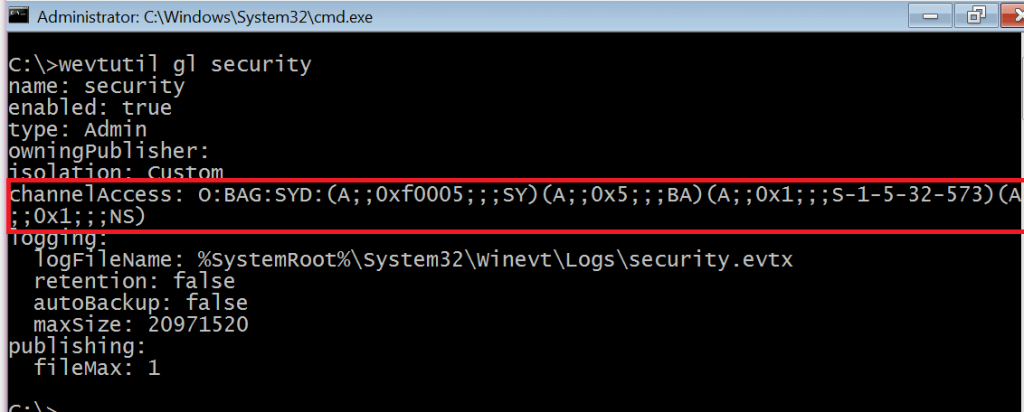 Administrator: C:\Windows\System32\cmd.exe
C:\>wevtutil gl security
name: security
enabled: true
type: Admin
owningPublisher:
isolation: Custom
channelAccess: O:BAG:SYD:(A;;0xf0005;;;SY)(A;;0x5;;;BA)(A;;0x1;;;S-1-5-32-573)(A
;;0x1;;;NS)
logging:
  logFileName: %SystemRoot%\System32\Winevt\Logs\security.evtx
  retention: false
  autoBackup: false
  maxSize: 20971520
publishing:
  fileMax: 1
C:\>